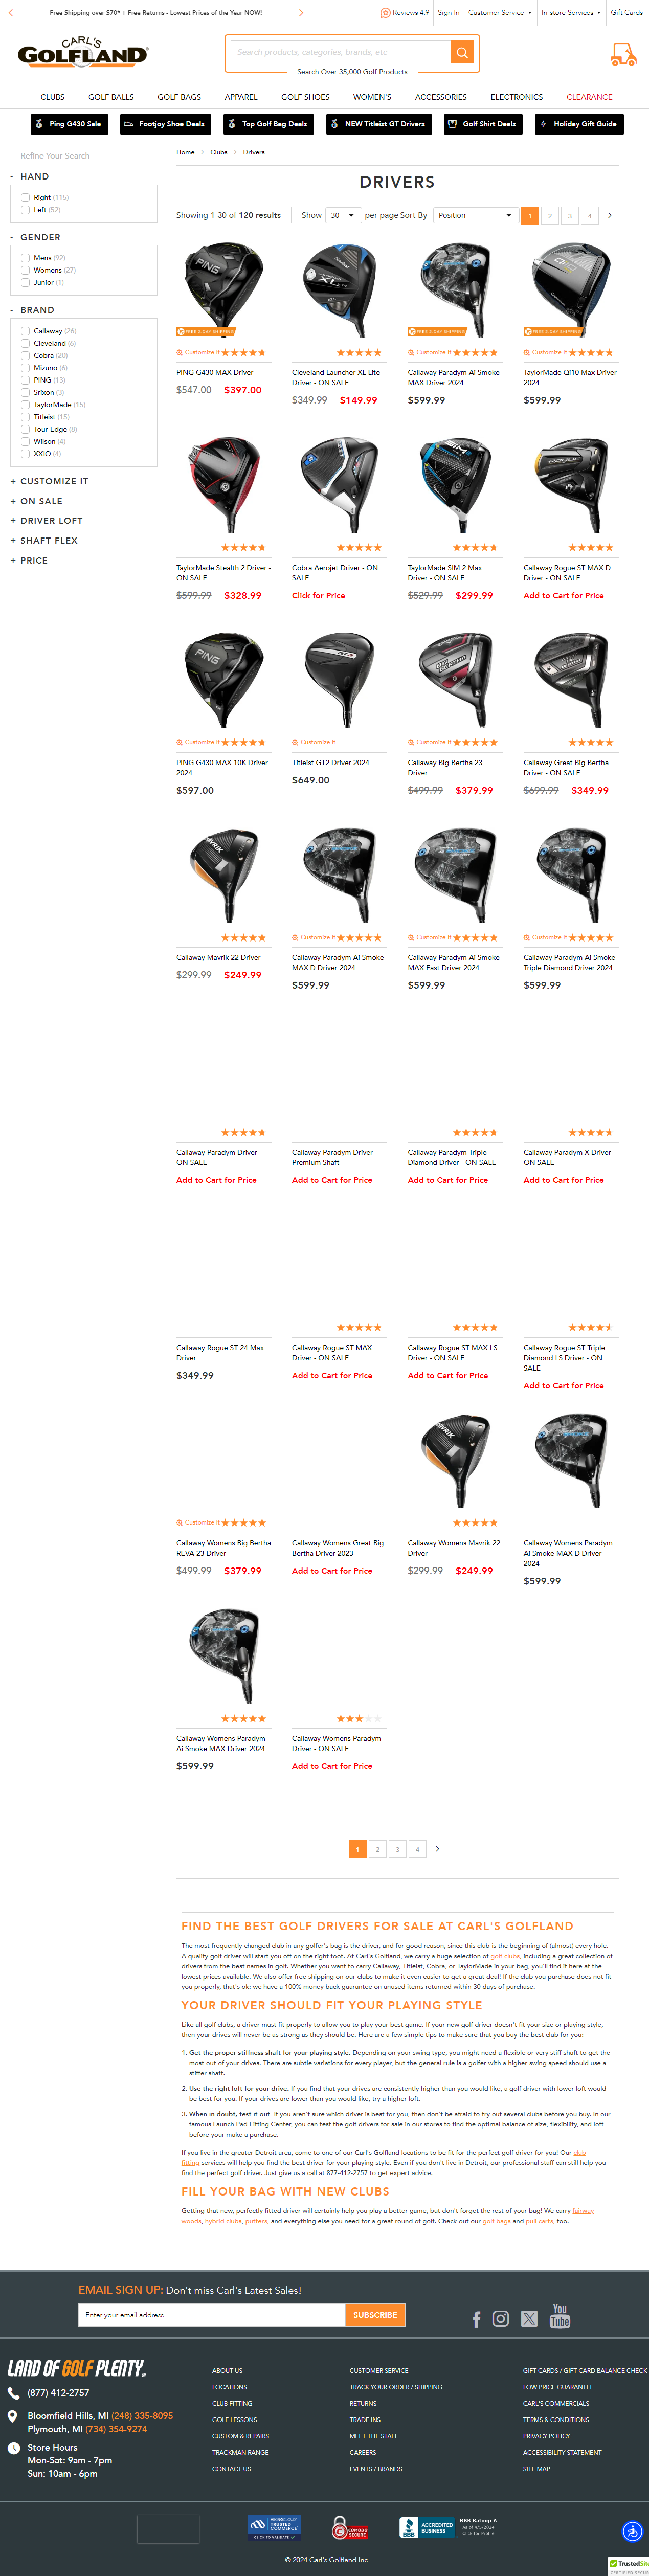 Free Shipping over $70* + Free Returns - Lowest Prices of the Year NOW!
Reviews 4.9
Sign In
Customer Service
In-store Services
Gift Cards
CARL'S
GOLFLAND
Search products, categories, brands, etc.
Search Over 35,000 Golf Products
CLUBS
GOLF BALLS
GOLF BAGS
APPAREL
GOLF SHOES
WOMEN'S
ACCESSORIES
ELECTRONICS
CLEARANCE
Ping G430 Sale
Footjoy Shoe Deals
Top Golf Bag Deals
NEW Titleist GT Drivers
Golf Shirt Deals
Holiday Gift Guide
Refine Your Search
- HAND
Right (115)
Left (52)
- GENDER
Mens (92)
Womens (27)
Junior (1)
- BRAND
Callaway (26)
Cleveland (6)
Cobra (20)
Mizuno (6)
PING (13)
Srixon (3)
TaylorMade (15)
Titleist (15)
Tour Edge (8)
Wilson (4)
XXIO (4)
+ CUSTOMIZE IT
+ ON SALE
+ DRIVER LOFT
+ SHAFT FLEX
+ PRICE
Home > Clubs > Drivers
DRIVERS
Showing 1-30 of 120 results
Show 30 per page
Sort By Position
1 2 3 4
FREE 2-DAY SHIPPING
Customize It
PING G430 MAX Driver
$547.00 $397.00
Cleveland Launcher XL Lite
Driver - ON SALE
$349.99 $149.99
FREE 2-DAY SHIPPING
Customize It
Callaway Paradym Ai Smoke
MAX Driver 2024
$599.99
FREE 2-DAY SHIPPING
Customize It
TaylorMade Qi10 Max Driver
2024
$599.99
TaylorMade Stealth 2 Driver -
ON SALE
$599.99 $328.99
Cobra Aerojet Driver - ON
SALE
Click for Price
TaylorMade SIM 2 Max
Driver - ON SALE
$529.99 $299.99
Callaway Rogue ST MAX D
Driver - ON SALE
Add to Cart for Price
Customize It
PING G430 MAX 10K Driver
2024
$597.00
Customize It
Titleist GT2 Driver 2024
$649.00
Customize It
Callaway Big Bertha 23
Driver
$499.99 $379.99
Callaway Great Big Bertha
Driver - ON SALE
$699.99 $349.99
Callaway Mavrik 22 Driver
$299.99 $249.99
Customize It
Callaway Paradym Ai Smoke
MAX D Driver 2024
$599.99
Customize It
Callaway Paradym Ai Smoke
MAX Fast Driver 2024
$599.99
Customize It
Callaway Paradym Ai Smoke
Triple Diamond Driver 2024
$599.99
Callaway Paradym Driver -
ON SALE
Add to Cart for Price
Callaway Paradym Driver -
Premium Shaft
Add to Cart for Price
Callaway Paradym Triple
Diamond Driver - ON SALE
Add to Cart for Price
Callaway Paradym X Driver -
ON SALE
Add to Cart for Price
Callaway Rogue ST 24 Max
Driver
$349.99
Callaway Rogue ST MAX
Driver - ON SALE
Add to Cart for Price
Callaway Rogue ST MAX LS
Driver - ON SALE
Add to Cart for Price
Callaway Rogue ST Triple
Diamond LS Driver - ON
SALE
Add to Cart for Price
Customize It
Callaway Womens Big Bertha
REVA 23 Driver
$499.99 $379.99
Callaway Womens Great Big
Bertha Driver 2023
Add to Cart for Price
Callaway Womens Mavrik 22
Driver
$299.99 $249.99
Callaway Womens Paradym
Ai Smoke MAX D Driver
2024
$599.99
Callaway Womens Paradym
Ai Smoke MAX Driver 2024
$599.99
Callaway Womens Paradym
Driver - ON SALE
Add to Cart for Price
1 2 3 4
FIND THE BEST GOLF DRIVERS FOR SALE AT CARL'S GOLFLAND
The most frequently changed club in any golfer's bag is the driver, and for good reason, since this club is the beginning of (almost) every hole.
A quality golf driver will start you off on the right foot. At Carl's Golfland, we carry a huge selection of golf clubs, including a great collection of
drivers from the best names in golf. Whether you want to carry Callaway, Titleist, Cobra, or TaylorMade in your bag, you'll find it here at the
lowest prices available. We also offer free shipping on our clubs to make it even easier to get a great deal! If the club you purchase does not fit
you properly, that's ok: we have a 100% money back guarantee on unused items returned within 30 days of purchase.
YOUR DRIVER SHOULD FIT YOUR PLAYING STYLE
Like all golf clubs, a driver must fit properly to allow you to play your best game. If your new golf driver doesn't fit your size or playing style,
then your drives will never be as strong as they should be. Here are a few simple tips to make sure that you buy the best club for you:
1. Get the proper stiffness shaft for your playing style. Depending on your swing type, you might need a flexible or very stiff shaft to get the
most out of your drives. There are subtle variations for every player, but the general rule is a golfer with a higher swing speed should use a
stiffer shaft.
2. Use the right loft for your drive. If you find that your drives are consistently higher than you would like, a golf driver with lower loft would
be best for you. If your drives are lower than you would like, try a higher loft.
3. When in doubt, test it out. If you aren't sure which driver is best for you, then don't be afraid to try out several clubs before you buy. In our
famous Launch Pad Fitting Center, you can test the golf drivers for sale in our stores to find the optimal balance of size, flexibility, and loft
before your make a purchase.
If you live in the greater Detroit area, come to one of our Carl's Golfland locations to be fit for the perfect golf driver for you! Our club
fitting services will help you find the best driver for your playing style. Even if you don't live in Detroit, our professional staff can still help you
find the perfect golf driver. Just give us a call at 877-412-2757 to get expert advice.
FILL YOUR BAG WITH NEW CLUBS
Getting that new, perfectly fitted driver will certainly help you play a better game, but don't forget the rest of your bag! We carry fairway
woods, hybrid clubs, putters, and everything else you need for a great round of golf. Check out our golf bags and pull carts, too.
EMAIL SIGN UP: Don't miss Carl's Latest Sales!
Enter your email address
SUBSCRIBE
You
Tube
LAND OF GOLF PLENTY
(877) 412-2757
Bloomfield Hills, MI (248) 335-8095
Plymouth, MI (734) 354-9274
Store Hours
Mon-Sat: 9am - 7pm
Sun: 10am - 6pm
ABOUT US
LOCATIONS
CLUB FITTING
GOLF LESSONS
CUSTOM & REPAIRS
TRACKMAN RANGE
CONTACT US
CUSTOMER SERVICE
TRACK YOUR ORDER / SHIPPING
RETURNS
TRADE INS
MEET THE STAFF
CAREERS
EVENTS / BRANDS
GIFT CARDS / GIFT CARD BALANCE CHECK
LOW PRICE GUARANTEE
CARL'S COMMERCIALS
TERMS & CONDITIONS
PRIVACY POLICY
ACCESSIBILITY STATEMENT
SITE MAP
VIKINGCLOUD
TRUSTED
COMMERCE
CLICK TO VALIDATE
COMODO
SECURE
BBB
ACCREDITED
BUSINESS
BBB Rating: A
As of 4/5/2024
Click for Profile
© 2024 Carl's Golfland Inc.
TrustedSite
CERTIFIED SECURE